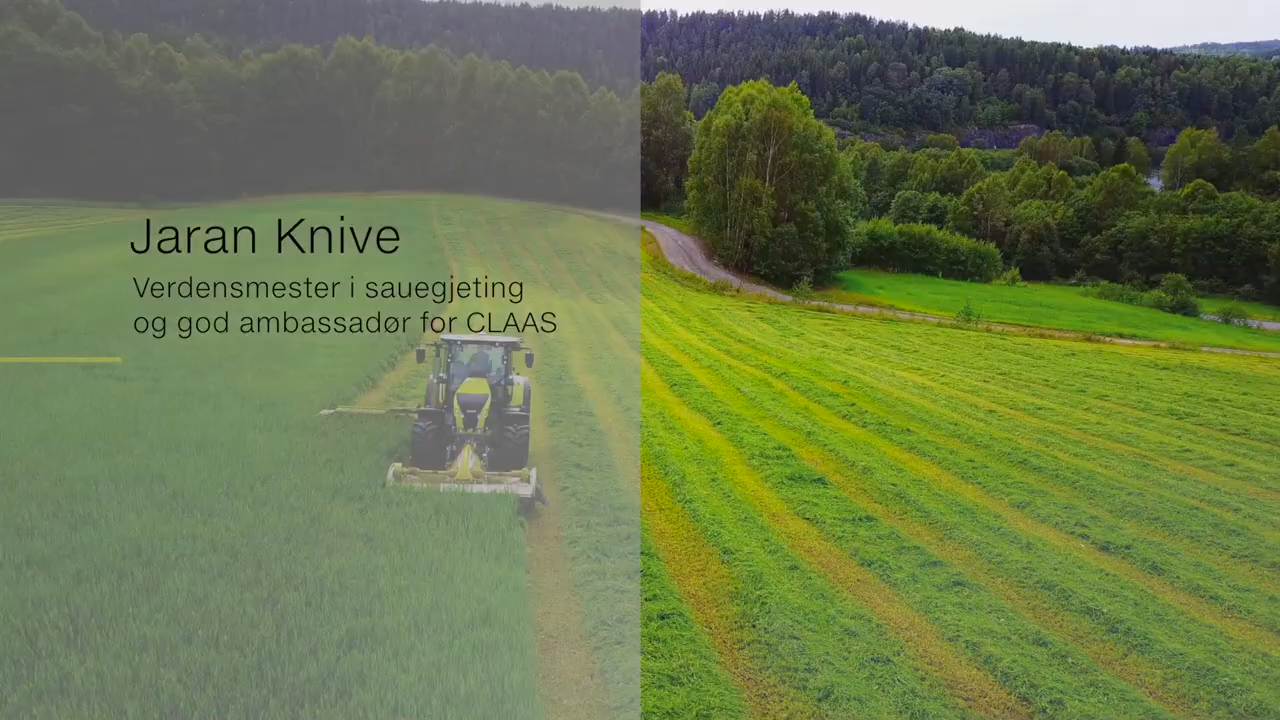 Jaran Knive
Verdensmester i sauegjeting
og god ambassadør for CLAAS